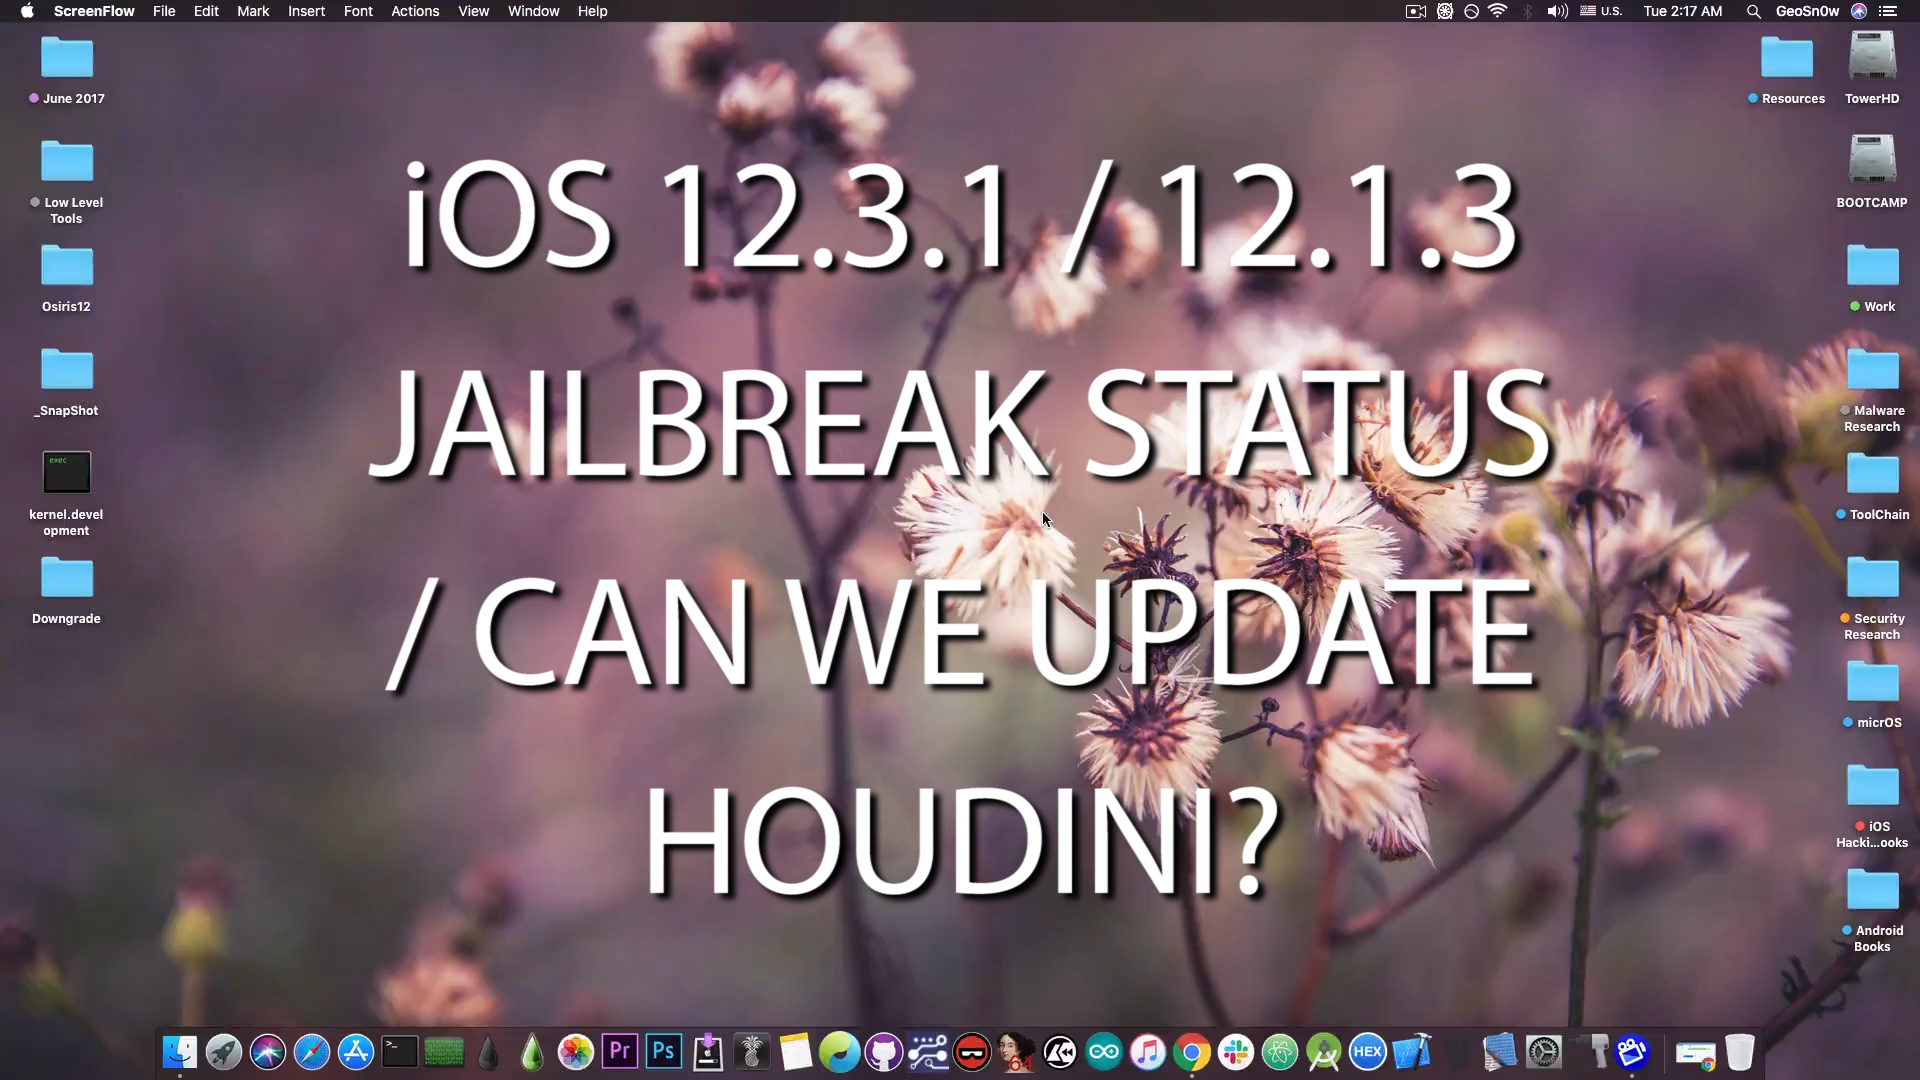 ScreenFlow File Edit Mark Insert Font Actions View Window Help U.S. Tue 2:17 AM GeoSn0w
June 2017
Low Level
Tools
Osiris12
_SnapShot
exec
kernel.devel
opment
Downgrade
iOS 12.3.1 / 12.1.3
JAILBREAK STATUS
/ CAN WE UPDATE
HOUDINI?
Resources
TowerHD
BOOTCAMP
Work
Malware
Research
ToolChain
Security
Research
micrOS
iOS
Hacki...ooks
Android
Books
Pr
Ps
64
HEX